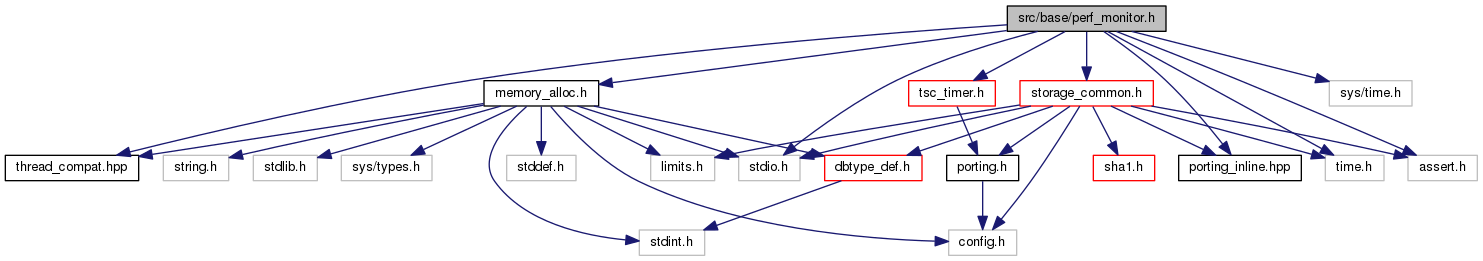 src/base/perf_monitor.h
memory_alloc.h
tsc_timer.h
storage_common.h
sys/time.h
thread_compat.hpp
string.h
stdlib.h
sys/types.h
stddef.h
limits.h
stdio.h
dbtype_def.h
porting.h
sha1.h
porting_inline.hpp
time.h
assert.h
stdint.h
config.h